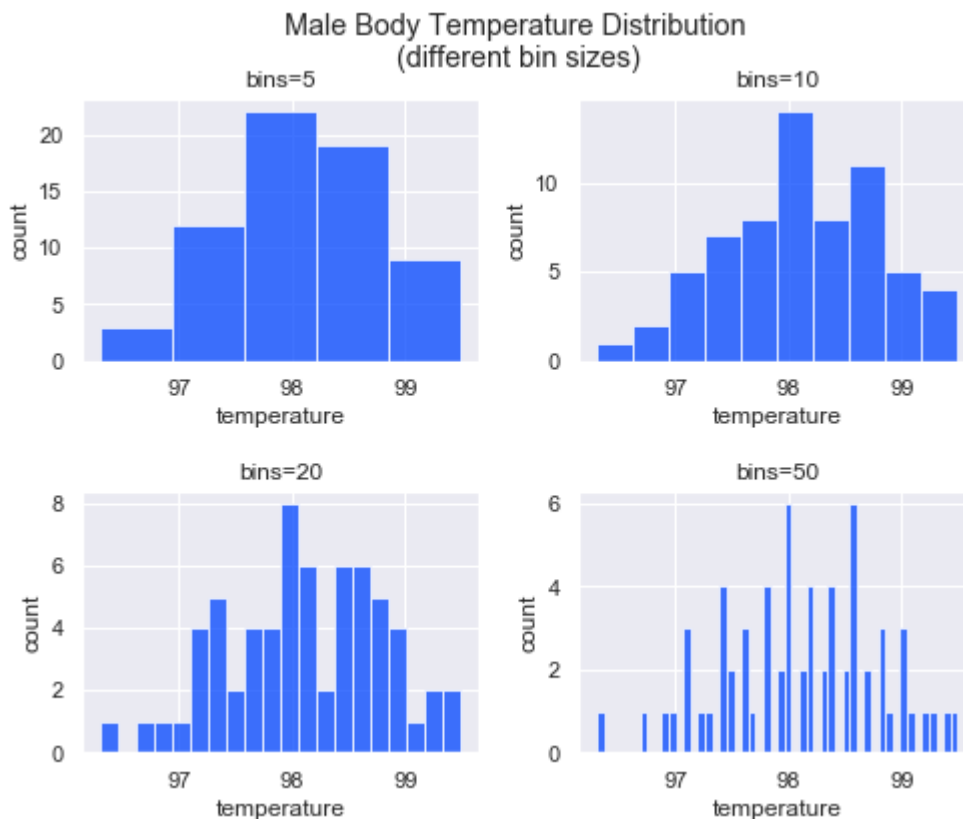 Male Body Temperature Distribution
(different bin sizes)
bins=5
20
15
10
5
0
count
97 98 99
temperature
bins=10
10
5
0
count
97 98 99
temperature
bins=20
8
6
4
2
0
count
97 98 99
temperature
bins=50
6
4
2
0
count
97 98 99
temperature